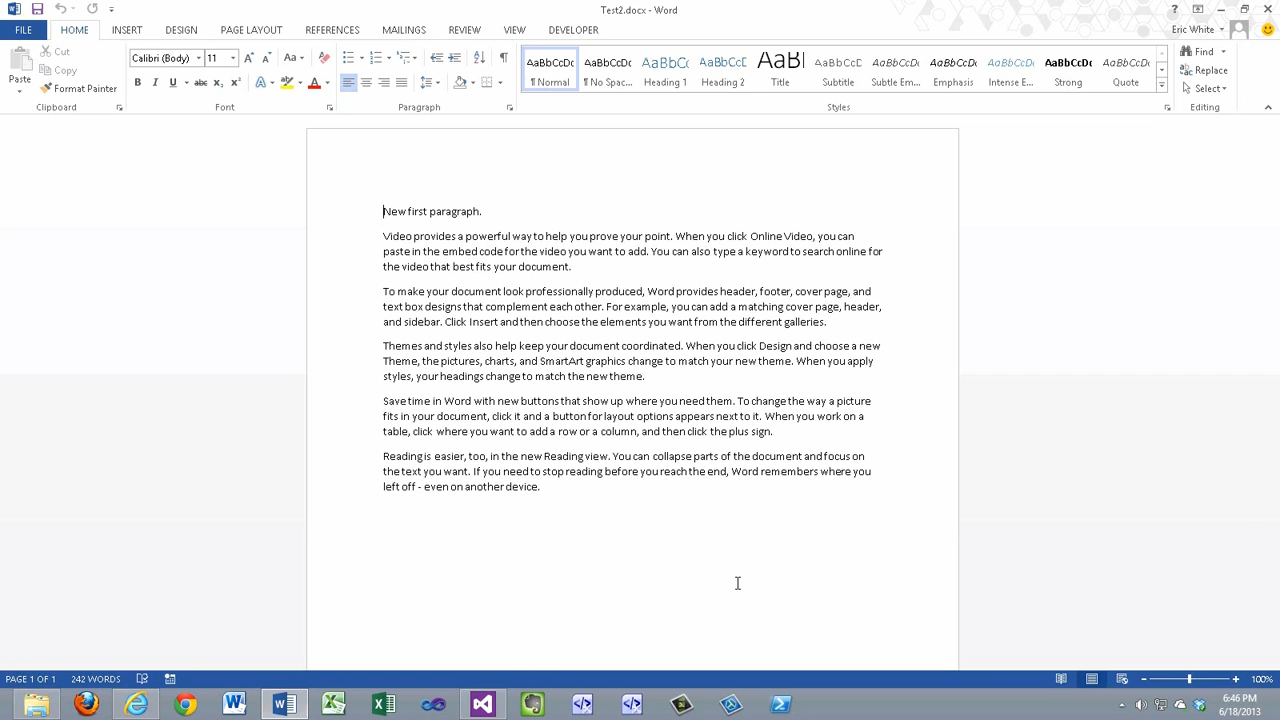 Test2.docx - Word
FILE HOME INSERT DESIGN PAGE LAYOUT REFERENCES MAILINGS REVIEW VIEW DEVELOPER Eric White
Paste
Cut
Copy
Format Painter
Clipboard
Calibri (Body) 11
Aa
B I U
A A
Font
Paragraph
AaBbCcDc AaBbCcDc AaBbC( AaBbCcE AaBl AaBbCcD AaBbCcDc AaBbCcDc AaBbCcDc AaBbCcDc AaBbCcDc
¶ Normal ¶ No Spac... Heading 1 Heading 2 Title Subtitle Subtle Em... Emphasis Intense E... Strong Quote
Styles
Find
Replace
Select
Editing
New first paragraph.
Video provides a powerful way to help you prove your point. When you click Online Video, you can
paste in the embed code for the video you want to add. You can also type a keyword to search online for
the video that best fits your document.
To make your document look professionally produced, Word provides header, footer, cover page, and
text box designs that complement each other. For example, you can add a matching cover page, header,
and sidebar. Click Insert and then choose the elements you want from the different galleries.
Themes and styles also help keep your document coordinated. When you click Design and choose a new
Theme, the pictures, charts, and SmartArt graphics change to match your new theme. When you apply
styles, your headings change to match the new theme.
Save time in Word with new buttons that show up where you need them. To change the way a picture
fits in your document, click it and a button for layout options appears next to it. When you work on a
table, click where you want to add a row or a column, and then click the plus sign.
Reading is easier, too, in the new Reading view. You can collapse parts of the document and focus on
the text you want. If you need to stop reading before you reach the end, Word remembers where you
left off - even on another device.
PAGE 1 OF 1 242 WORDS 100%
6:46 PM
6/18/2013